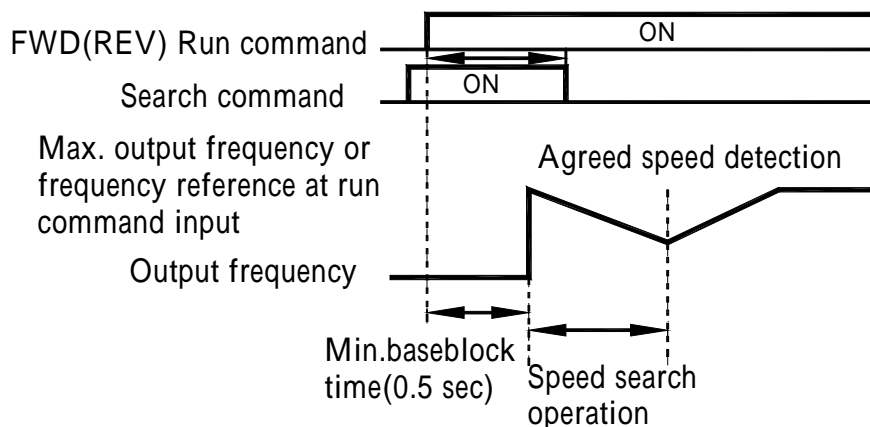 FWD(REV) Run command
ON
Search command
ON
Max. output frequency or
frequency reference at run
command input
Agreed speed detection
Output frequency
Min.baseblock
time(0.5 sec)
Speed search
operation